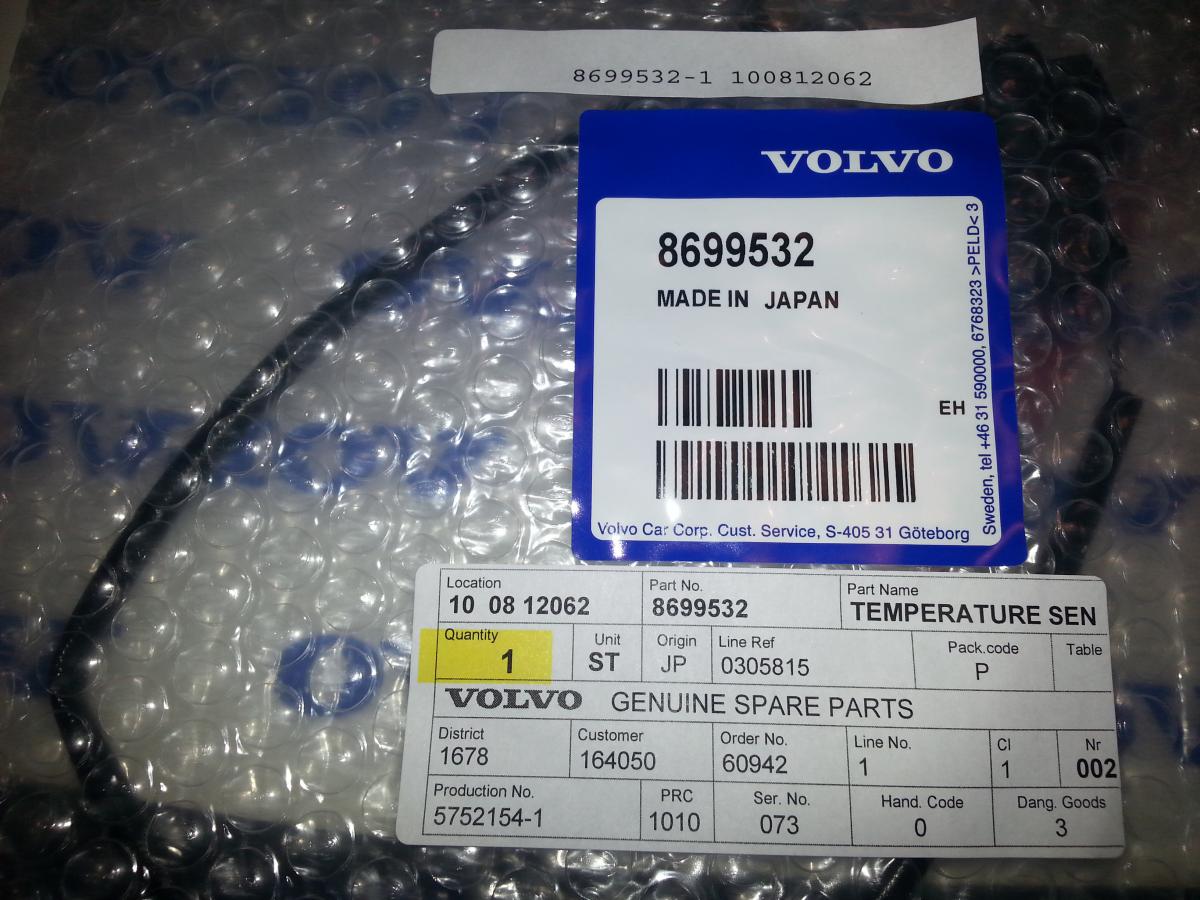 8699532-1 100812062
VOLVO
8699532
MADE IN JAPAN
EH
Sweden, tel +46 31 590000, 6768323 >PELD< 3
Volvo Car Corp. Cust. Service, S-405 31 Göteborg
Location Part No. Part Name
10 08 12062 8699532 TEMPERATURE SEN
Quantity Unit Origin Line Ref Pack.code Table
1 ST JP 0305815 P
VOLVO GENUINE SPARE PARTS
District Customer Order No. Line No. CI Nr
1678 164050 60942 1 1 002
Production No. PRC Ser. No. Hand. Code Dang. Goods
5752154-1 1010 073 0 3